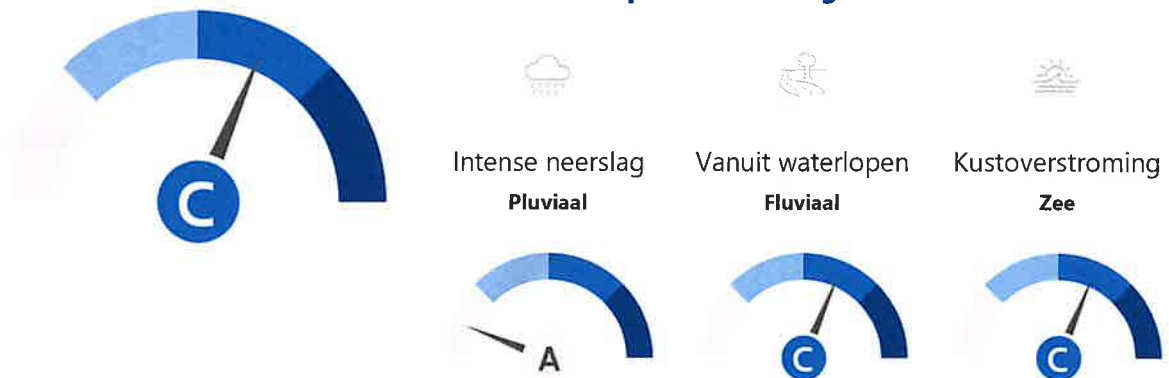 C
Intense neerslag Vanuit waterlopen Kustoverstroming
Pluviaal Fluviaal Zee
A C C